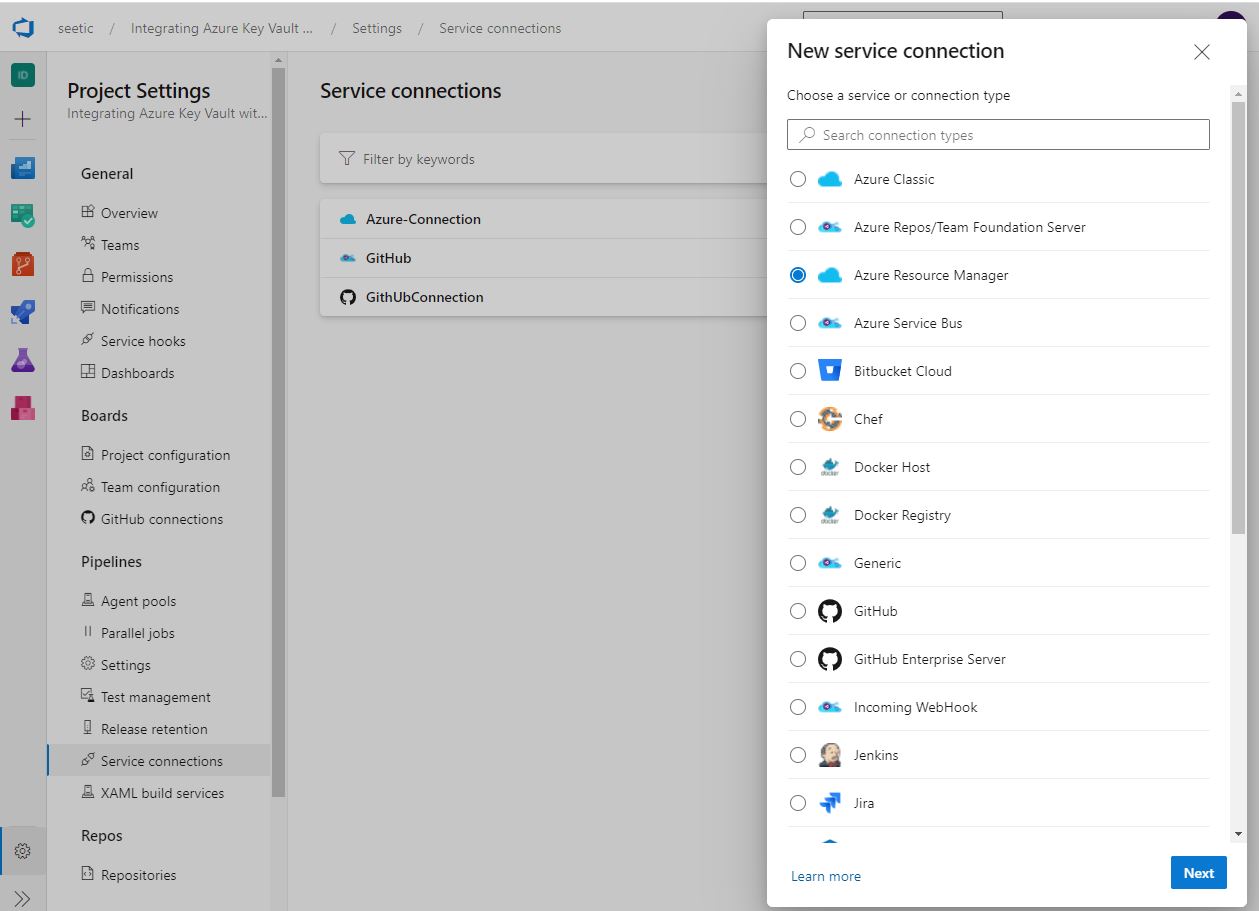 seetic / Integrating Azure Key Vault ... / Settings / Service connections
ID
Project Settings
Integrating Azure Key Vault wit...
General
Overview
Teams
Permissions
Notifications
Service hooks
Dashboards
Boards
Project configuration
Team configuration
GitHub connections
Pipelines
Agent pools
Parallel jobs
Settings
Test management
Release retention
Service connections
XAML build services
Repos
Repositories
Service connections
Filter by keywords
Azure-Connection
GitHub
GithUbConnection
New service connection
Choose a service or connection type
Search connection types
Azure Classic
Azure Repos/Team Foundation Server
Azure Resource Manager
Azure Service Bus
Bitbucket Cloud
Chef
Docker Host
docker
Docker Registry
docker
Generic
GitHub
GitHub Enterprise Server
Incoming WebHook
Jenkins
Jira
Learn more
Next